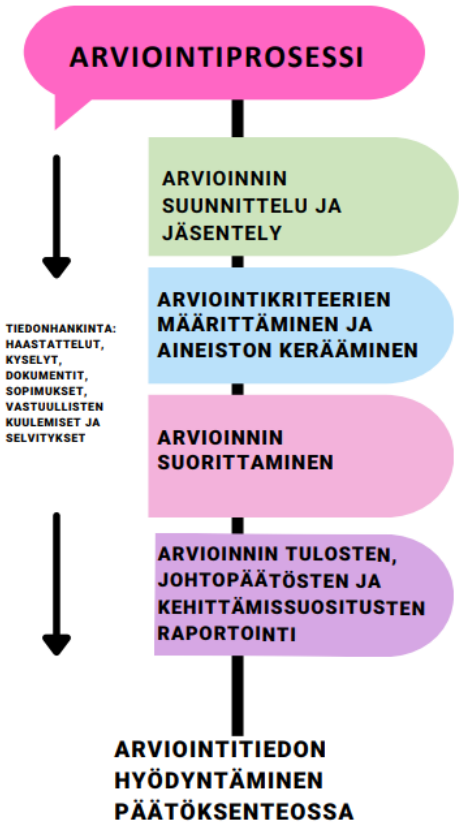 ARVIOINTIPROSESSI
ARVIOINNIN
SUUNNITTELU JA
JÄSENTELY
ARVIOINTIKRITEERIEN
MÄÄRITTÄMINEN JA
AINEISTON KERÄÄMINEN
TIEDONHANKINTA:
HAASTATTELUT,
KYSELYT,
DOKUMENTIT,
SOPIMUKSET,
VASTUULLISTEN
KUULEMISET JA
SELVITYKSET
ARVIOINNIN
SUORITTAMINEN
ARVIOINNIN TULOSTEN,
JOHTOPÄÄTÖSTEN JA
KEHITTÄMISSUOSITUSTEN
RAPORTOINTI
ARVIOINTITIEDON
HYÖDYNTÄMINEN
PÄÄTÖKSENTEOSSA